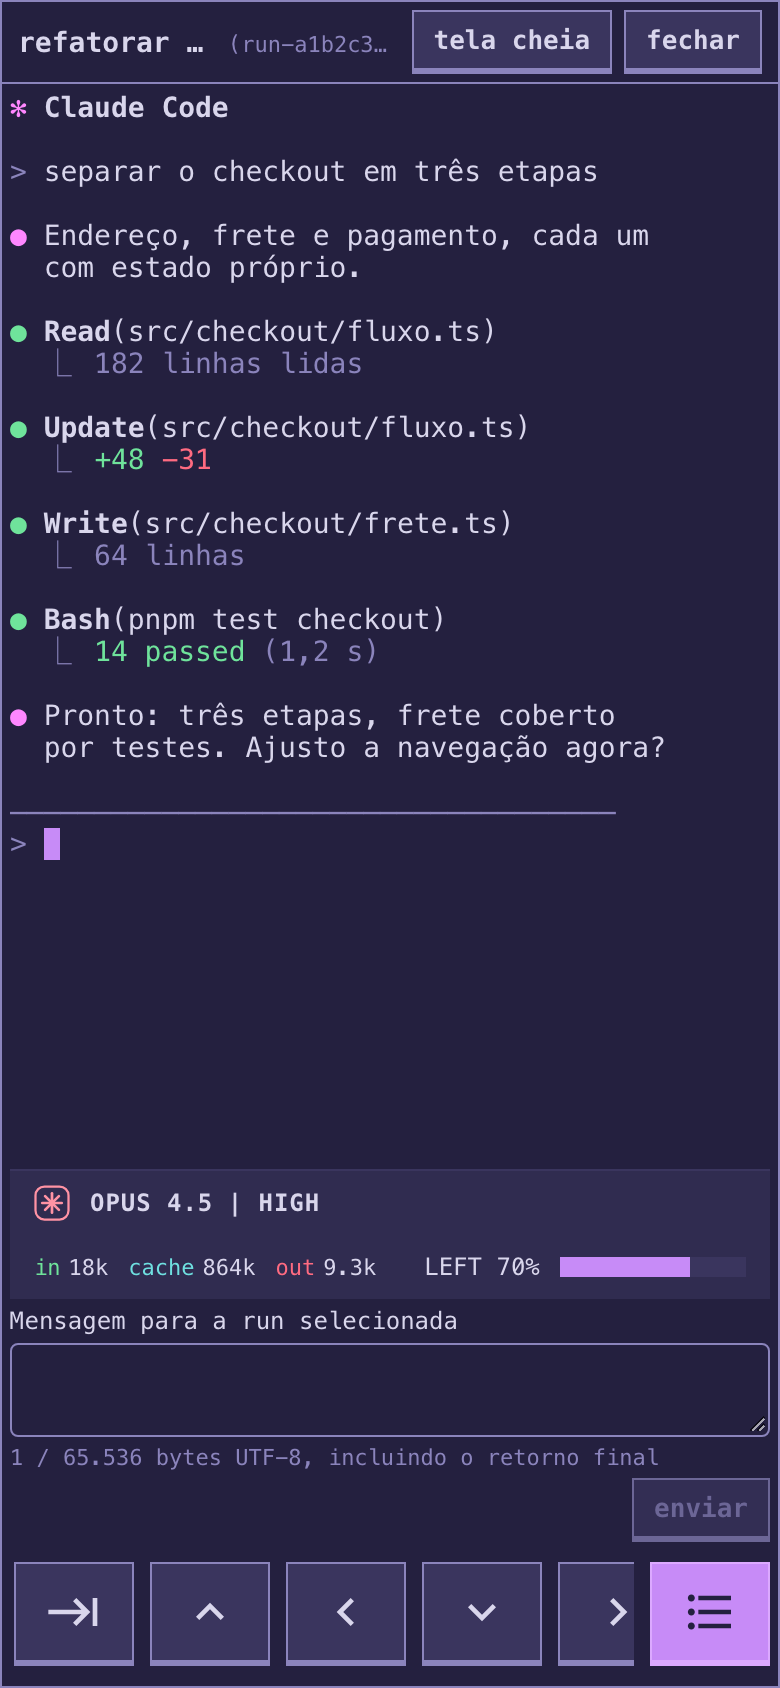 refatorar … (run-a1b2c3… tela cheia fechar
✻ Claude Code
> separar o checkout em três etapas
● Endereço, frete e pagamento, cada um
com estado próprio.
● Read(src/checkout/fluxo.ts)
⎿ 182 linhas lidas
● Update(src/checkout/fluxo.ts)
⎿ +48 −31
● Write(src/checkout/frete.ts)
⎿ 64 linhas
● Bash(pnpm test checkout)
⎿ 14 passed (1,2 s)
● Pronto: três etapas, frete coberto
por testes. Ajusto a navegação agora?
>
OPUS 4.5 | HIGH
in 18k cache 864k out 9.3k LEFT 70%
Mensagem para a run selecionada
1 / 65.536 bytes UTF-8, incluindo o retorno final
enviar